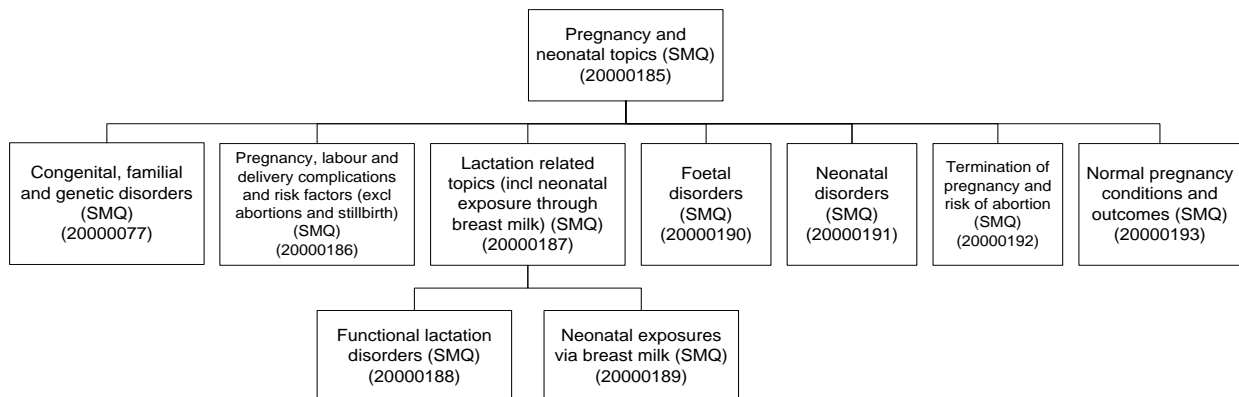 Pregnancy and
neonatal topics (SMQ)
(20000185)
Congenital, familial
and genetic disorders
(SMQ)
(20000077)
Pregnancy, labour and
delivery complications
and risk factors (excl
abortions and stillbirth)
(SMQ)
(20000186)
Lactation related
topics (incl neonatal
exposure through
breast milk) (SMQ)
(20000187)
Foetal
disorders
(SMQ)
(20000190)
Neonatal
disorders
(SMQ)
(20000191)
Termination of
pregnancy and
risk of abortion
(SMQ)
(20000192)
Normal pregnancy
conditions and
outcomes (SMQ)
(20000193)
Functional lactation
disorders (SMQ)
(20000188)
Neonatal exposures
via breast milk (SMQ)
(20000189)